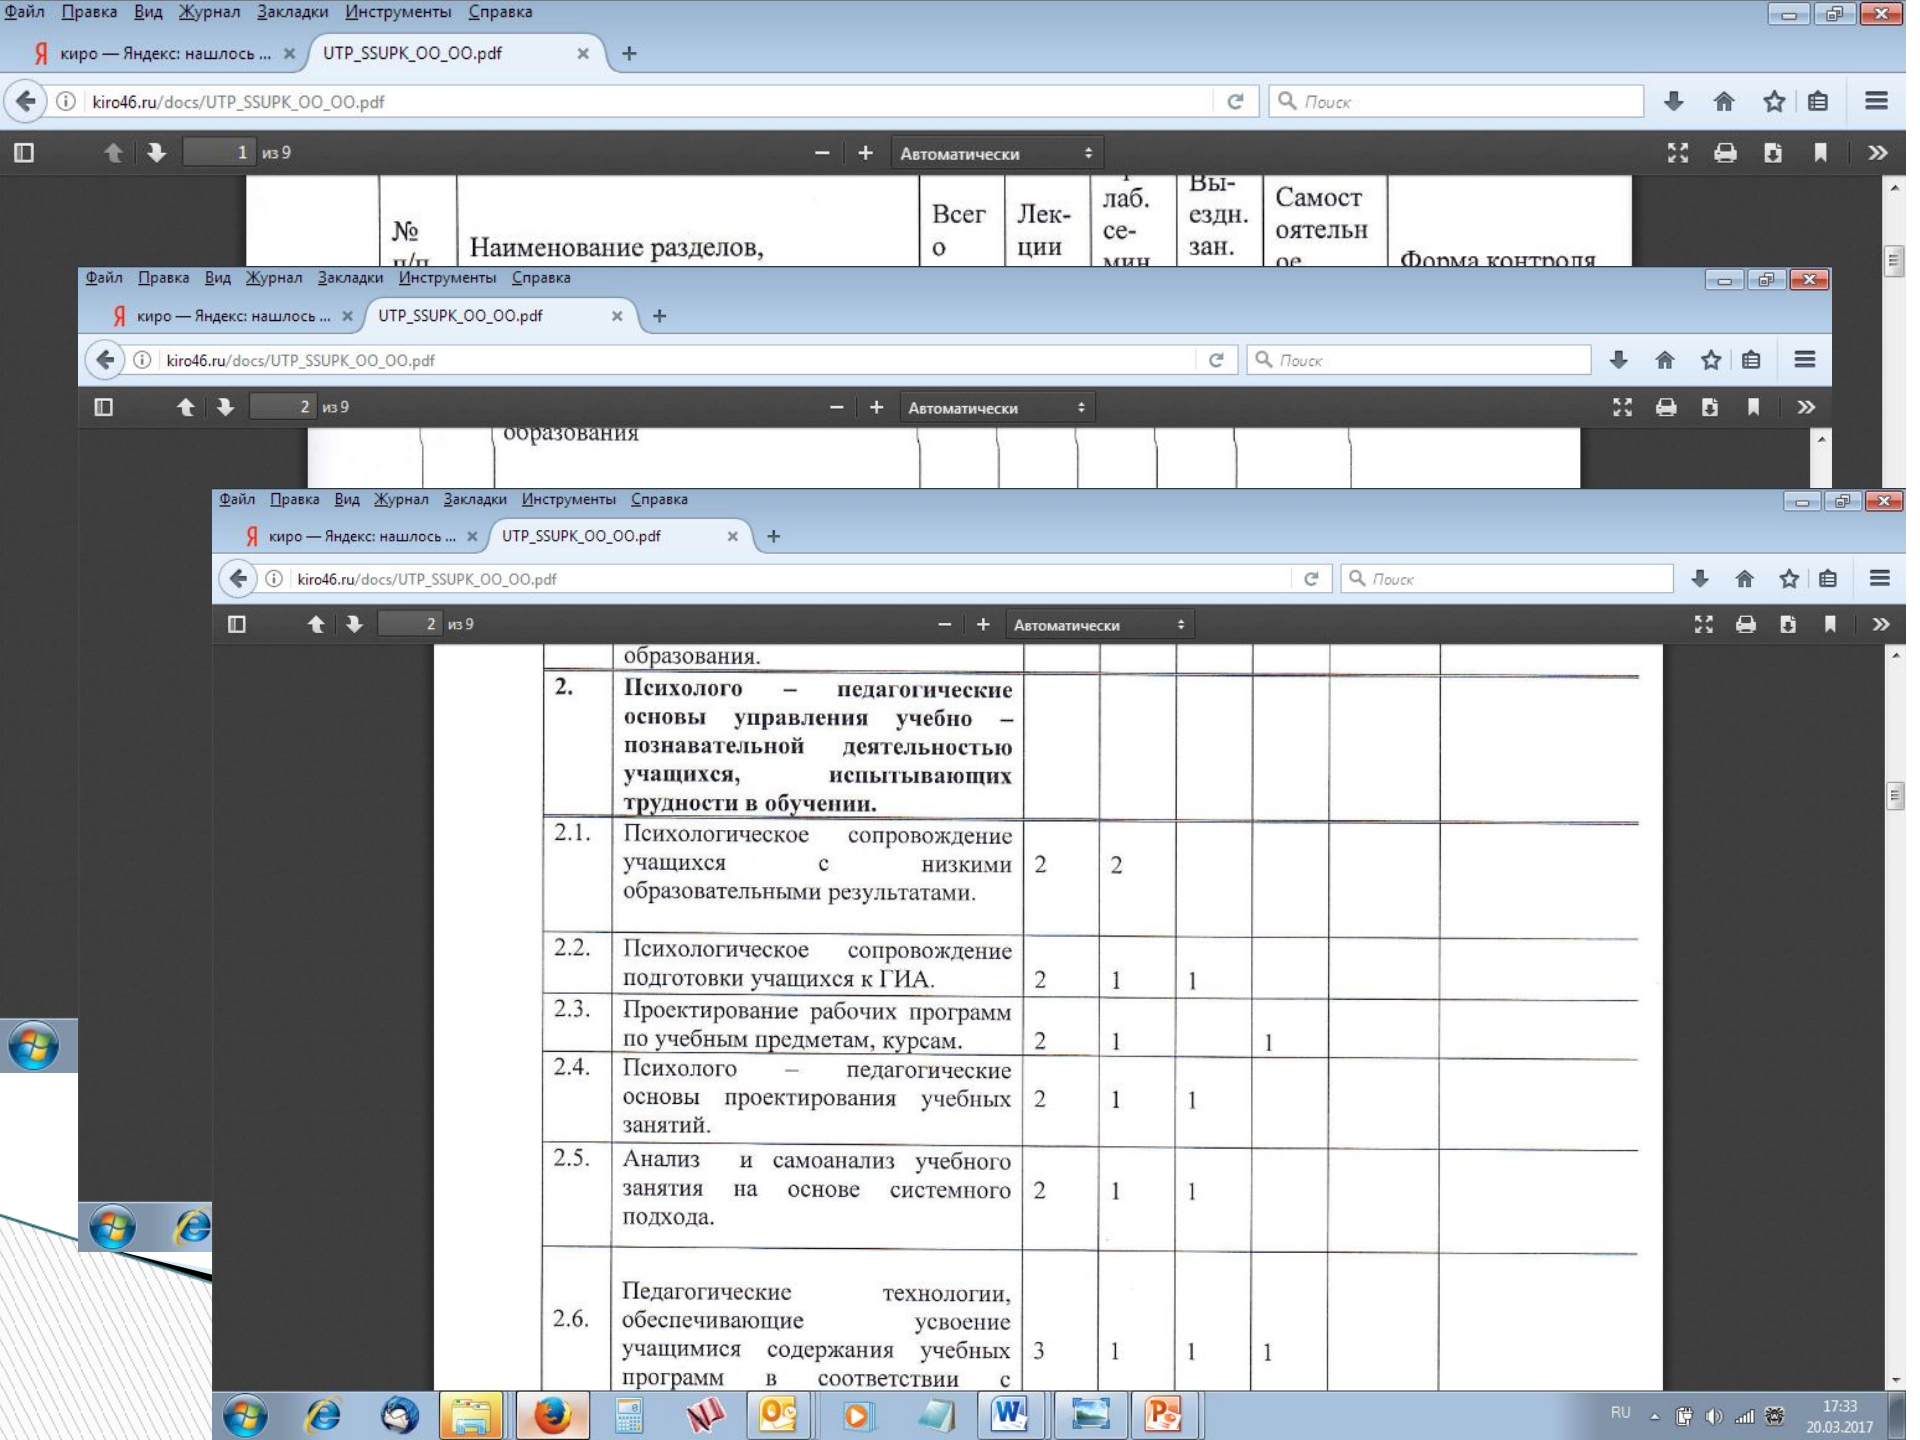 Файл Правка Вид Журнал Закладки Инструменты Справка
киро — Яндекс: нашлось ...
UTP_SSUPK_OO_OO.pdf
kiro46.ru/docs/UTP_SSUPK_OO_OO.pdf
Поиск
1 из 9
Автоматически
№ п/п
Наименование разделов,
Всег
о
Лек-
ции
лаб.
се-
мин
Вы-
ездн.
зан.
Самост
оятельн
ое
Форма контроля
Файл Правка Вид Журнал Закладки Инструменты Справка
киро — Яндекс: нашлось ...
UTP_SSUPK_OO_OO.pdf
kiro46.ru/docs/UTP_SSUPK_OO_OO.pdf
Поиск
2 из 9
Автоматически
образования
Файл Правка Вид Журнал Закладки Инструменты Справка
киро — Яндекс: нашлось ...
UTP_SSUPK_OO_OO.pdf
kiro46.ru/docs/UTP_SSUPK_OO_OO.pdf
Поиск
2 из 9
Автоматически
образования.
2. Психолого – педагогические
основы управления учебно –
познавательной деятельностью
учащихся, испытывающих
трудности в обучении.
2.1. Психологическое сопровождение
учащихся с низкими 2 2
образовательными результатами.
2.2. Психологическое сопровождение
подготовки учащихся к ГИА. 2 1 1
2.3. Проектирование рабочих программ
по учебным предметам, курсам. 2 1 1
2.4. Психолого – педагогические
основы проектирования учебных 2 1 1
занятий.
2.5. Анализ и самоанализ учебного
занятия на основе системного 2 1 1
подхода.
Педагогические технологии,
2.6. обеспечивающие усвоение
учащимися содержания учебных 3 1 1 1
программ в соответствии с
RU
17:33
20.03.2017